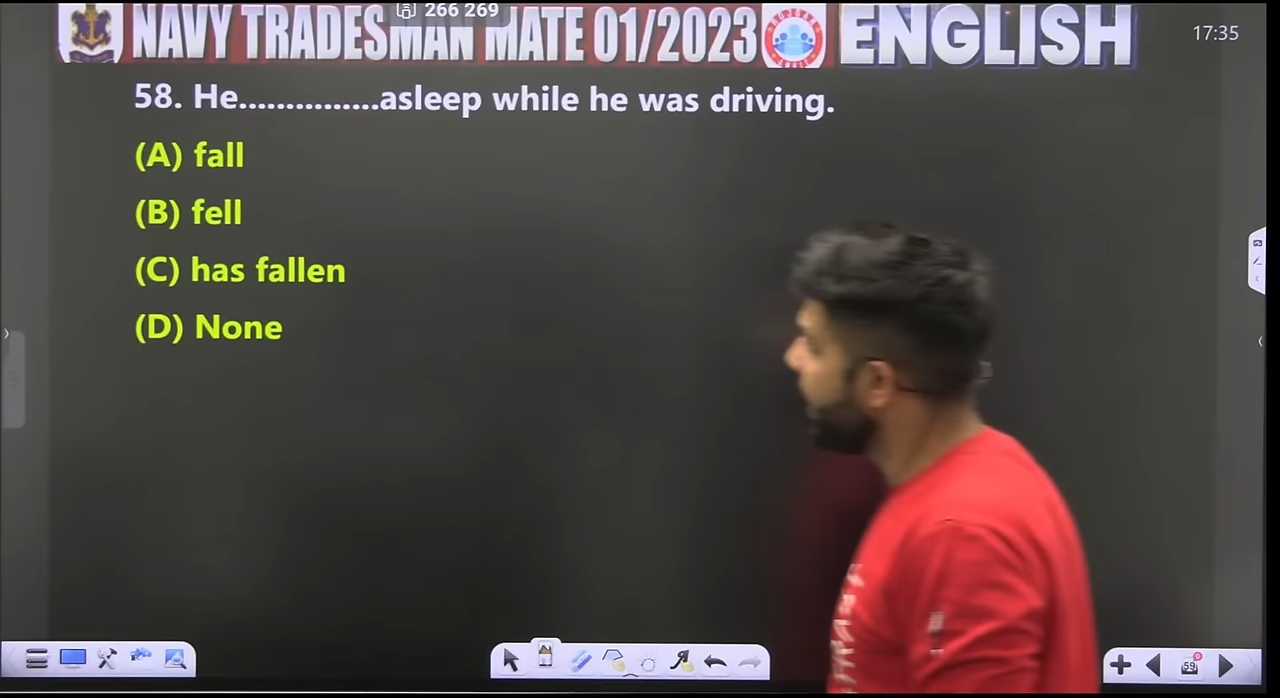 266 269
NAVY TRADESMAN MATE 01/2023 ENGLISH
17:35
58. He...............asleep while he was driving.
(A) fall
(B) fell
(C) has fallen
(D) None
59